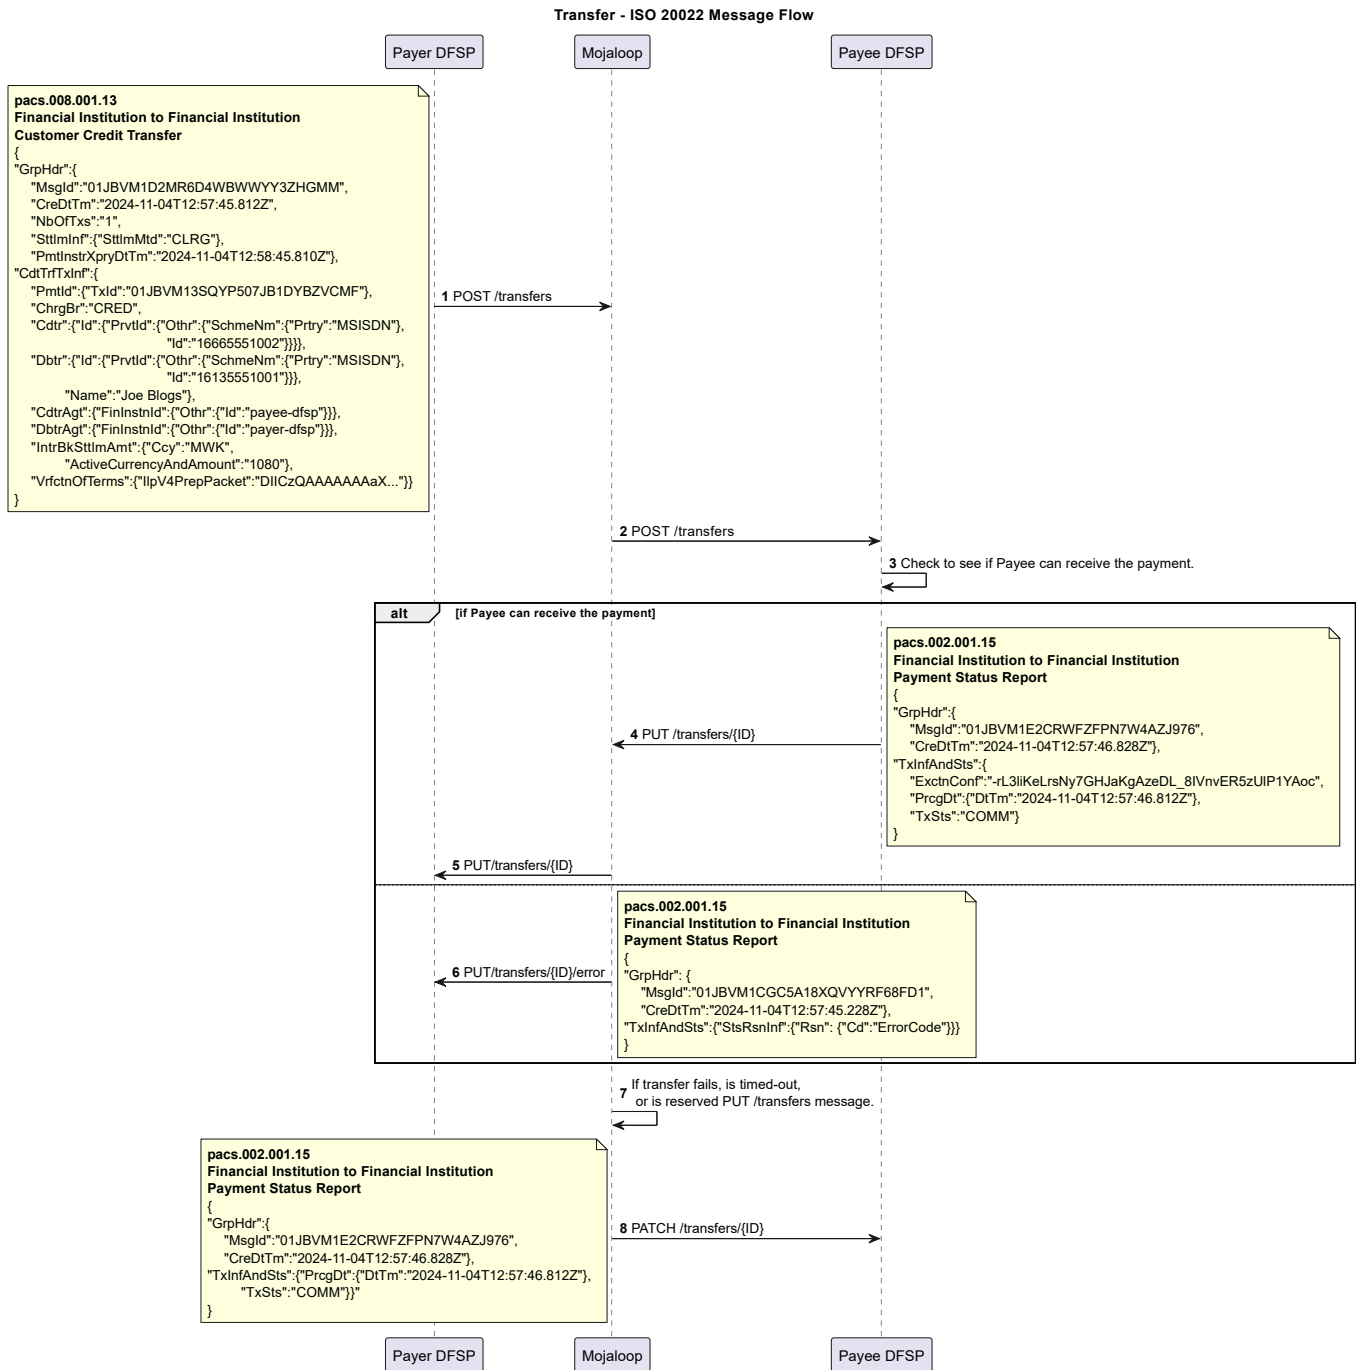 Transfer - ISO 20022 Message Flow
Payer DFSP
Mojaloop
Payee DFSP
pacs.008.001.13
Financial Institution to Financial Institution
Customer Credit Transfer
{
"GrpHdr":{
"MsgId":"01JBVM1D2MR6D4WBWWYY3ZHGMM",
"CreDtTm":"2024-11-04T12:57:45.812Z",
"NbOfTxs":"1",
"SttlmInf":{"SttlmMtd":"CLRG"},
"PmtInstrXpryDtTm":"2024-11-04T12:58:45.810Z"},
"CdtTrfTxInf":{
"PmtId":{"TxId":"01JBVM13SQYP507JB1DYBZVCMF"},
"ChrgBr":"CRED",
"Cdtr":{"Id":{"PrvtId":{"Othr":{"SchmeNm":{"Prtry":"MSISDN"},
"Id":"16665551002"}}}},
"Dbtr":{"Id":{"PrvtId":{"Othr":{"SchmeNm":{"Prtry":"MSISDN"},
"Id":"16135551001"}}},
"Name":"Joe Blogs"},
"CdtrAgt":{"FinInstnId":{"Othr":{"Id":"payee-dfsp"}}},
"DbtrAgt":{"FinInstnId":{"Othr":{"Id":"payer-dfsp"}}},
"IntrBkSttlmAmt":{"Ccy":"MWK",
"ActiveCurrencyAndAmount":"1080"},
"VrfctnOfTerms":{"IlpV4PrepPacket":"DIICzQAAAAAAAaX..."}}
}
1 POST /transfers
2 POST /transfers
3 Check to see if Payee can receive the payment.
alt [if Payee can receive the payment]
pacs.002.001.15
Financial Institution to Financial Institution
Payment Status Report
{
"GrpHdr":{
"MsgId":"01JBVM1E2CRWFZFPN7W4AZJ976",
"CreDtTm":"2024-11-04T12:57:46.828Z"},
"TxInfAndSts":{
"ExctnConf":"-rL3liKeLrsNy7GHJaKgAzeDL_8IVnvER5zUlP1YAoc",
"PrcgDt":{"DtTm":"2024-11-04T12:57:46.812Z"},
"TxSts":"COMM"}
}
4 PUT /transfers/{ID}
5 PUT/transfers/{ID}
pacs.002.001.15
Financial Institution to Financial Institution
Payment Status Report
{
"GrpHdr": {
"MsgId":"01JBVM1CGC5A18XQVYYRF68FD1",
"CreDtTm":"2024-11-04T12:57:45.228Z"},
"TxInfAndSts":{"StsRsnInf":{"Rsn": {"Cd":"ErrorCode"}}}
}
6 PUT/transfers/{ID}/error
7 If transfer fails, is timed-out,
or is reserved PUT /transfers message.
pacs.002.001.15
Financial Institution to Financial Institution
Payment Status Report
{
"GrpHdr":{
"MsgId":"01JBVM1E2CRWFZFPN7W4AZJ976",
"CreDtTm":"2024-11-04T12:57:46.828Z"},
"TxInfAndSts":{"PrcgDt":{"DtTm":"2024-11-04T12:57:46.812Z"},
"TxSts":"COMM"}}"
}
8 PATCH /transfers/{ID}
Payer DFSP
Mojaloop
Payee DFSP